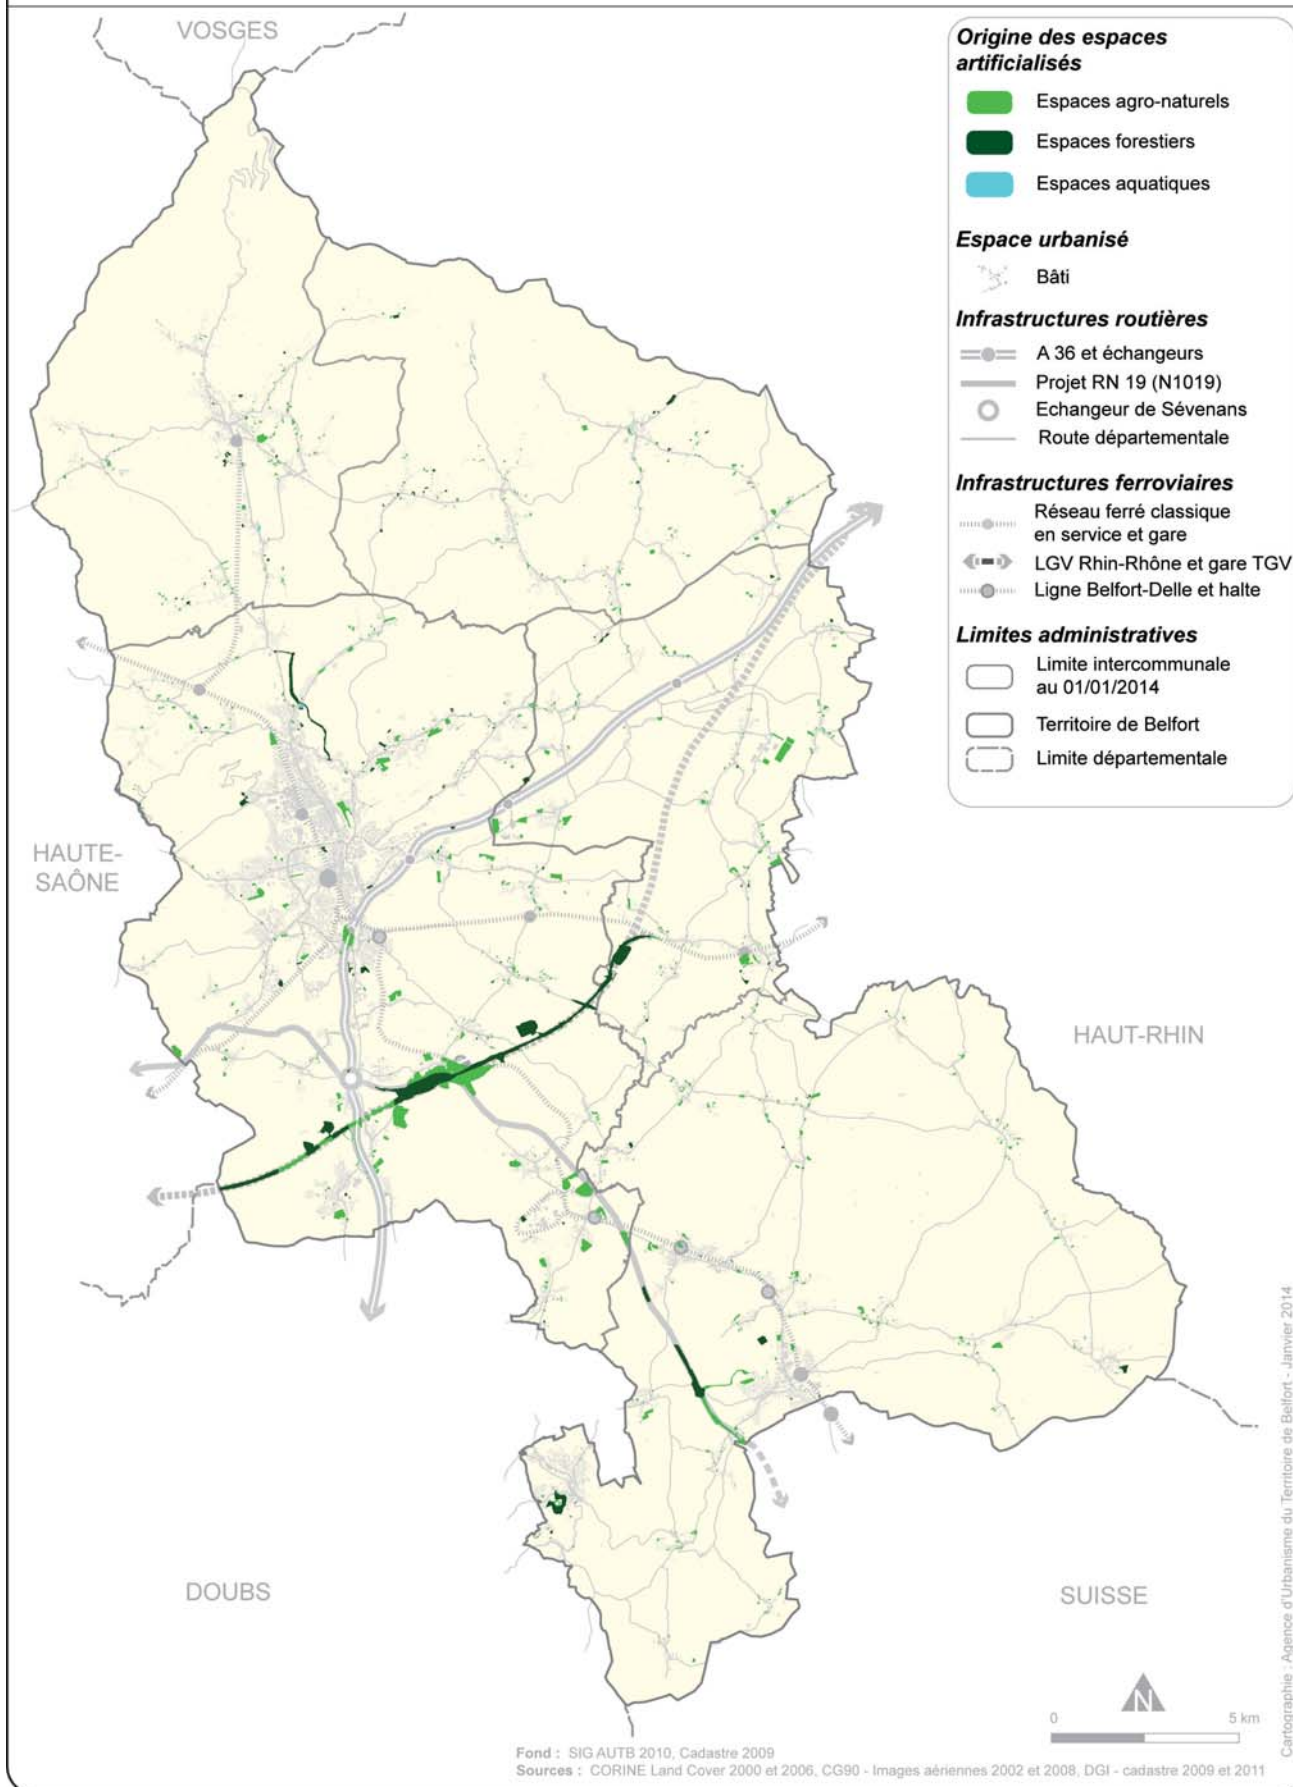 VOSGES
Origine des espaces
artificialisés
Espaces agro-naturels
Espaces forestiers
Espaces aquatiques
Espace urbanisé
Bâti
Infrastructures routières
A 36 et échangeurs
Projet RN 19 (N1019)
Echangeur de Sévenans
Route départementale
Infrastructures ferroviaires
Réseau ferré classique
en service et gare
LGV Rhin-Rhône et gare TGV
Ligne Belfort-Delle et halte
Limites administratives
Limite intercommunale
au 01/01/2014
Territoire de Belfort
Limite départementale
HAUTE-
SAÔNE
HAUT-RHIN
DOUBS
SUISSE
N
0 5 km
Fond : SIG AUTB 2010, Cadastre 2009
Sources : CORINE Land Cover 2000 et 2006, CG90 - Images aériennes 2002 et 2008, DGI - cadastre 2009 et 2011
Cartographie : Agence d'Urbanisme du Territoire de Belfort - Janvier 2014